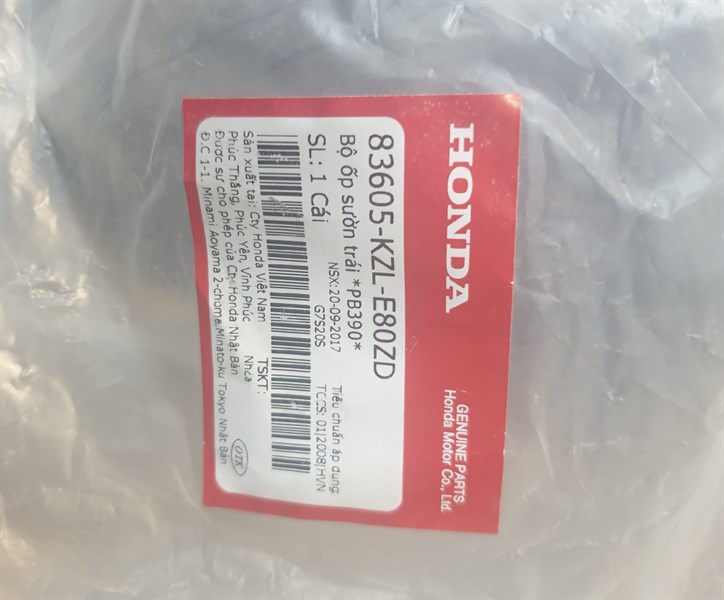 HONDA
GENUINE PARTS
Honda Motor Co., Ltd.
83605-KZL-E80ZD
Bộ ốp sườn trái *PB390*
NSX:20-09-2017
Tiêu chuẩn áp dụng:
SL: 1 Cái
G7S20S
TCCS: 01|2008|HVN
TSKT:
Sản xuất tại: Cty Honda Việt Nam
Nhựa
Phúc Thắng, Phúc Yên, Vĩnh Phúc
Được sự cho phép của Cty Honda Nhật Bản
Đ.C 1-1. Minami Aoyama 2-chome,Minato-ku Tokyo Nhật Bản
OTK